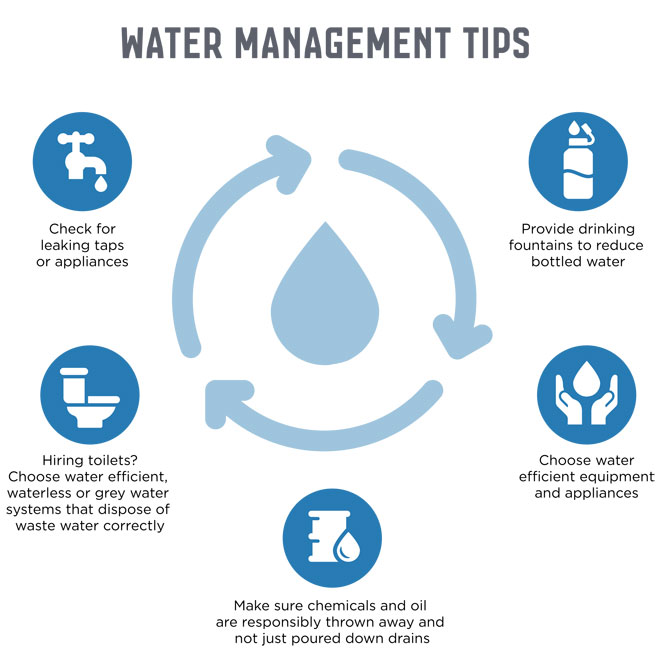 WATER MANAGEMENT TIPS
Check for
leaking taps
or appliances
Provide drinking
fountains to reduce
bottled water
Hiring toilets?
Choose water efficient,
waterless or grey water
systems that dispose of
waste water correctly
Choose water
efficient equipment
and appliances
Make sure chemicals and oil
are responsibly thrown away and
not just poured down drains